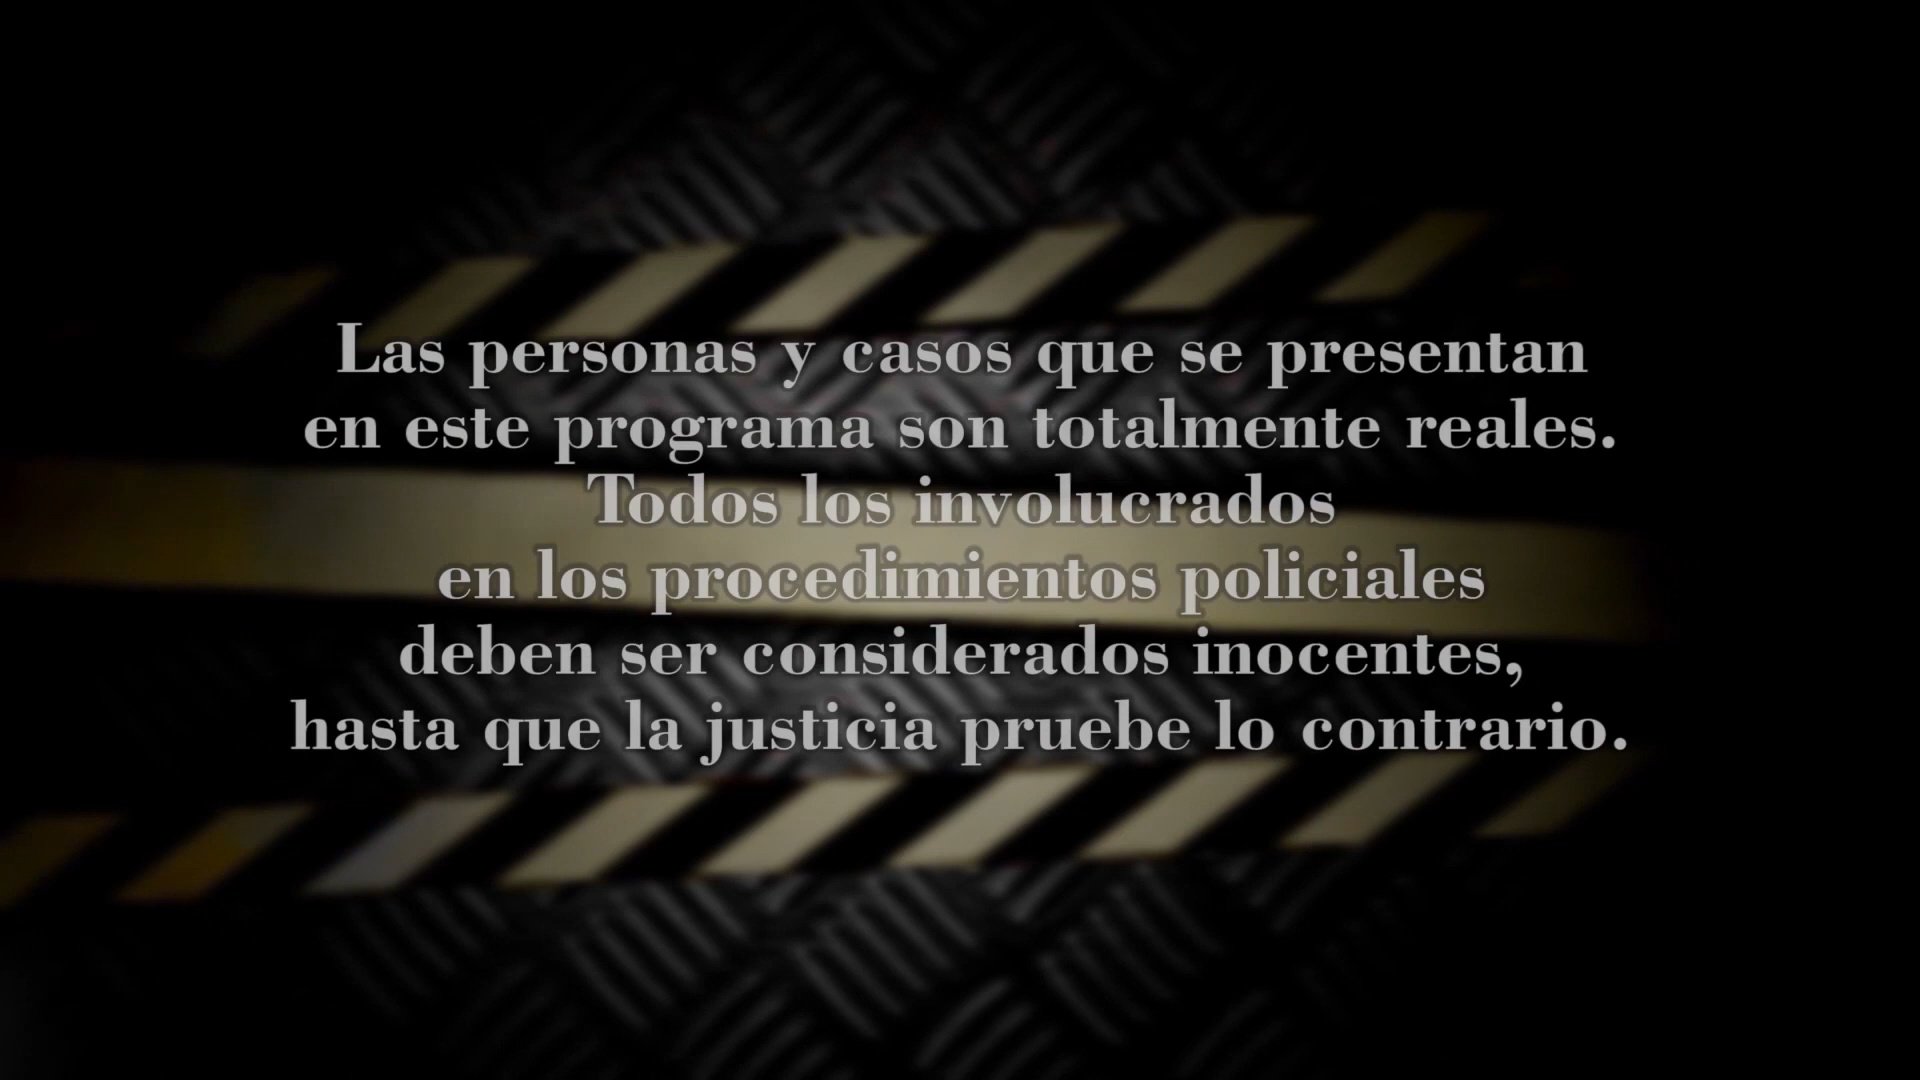 Las personas y casos que se presentan
en este programa son totalmente reales.
Todos los involucrados
en los procedimientos policiales
deben ser considerados inocentes,
hasta que la justicia pruebe lo contrario.